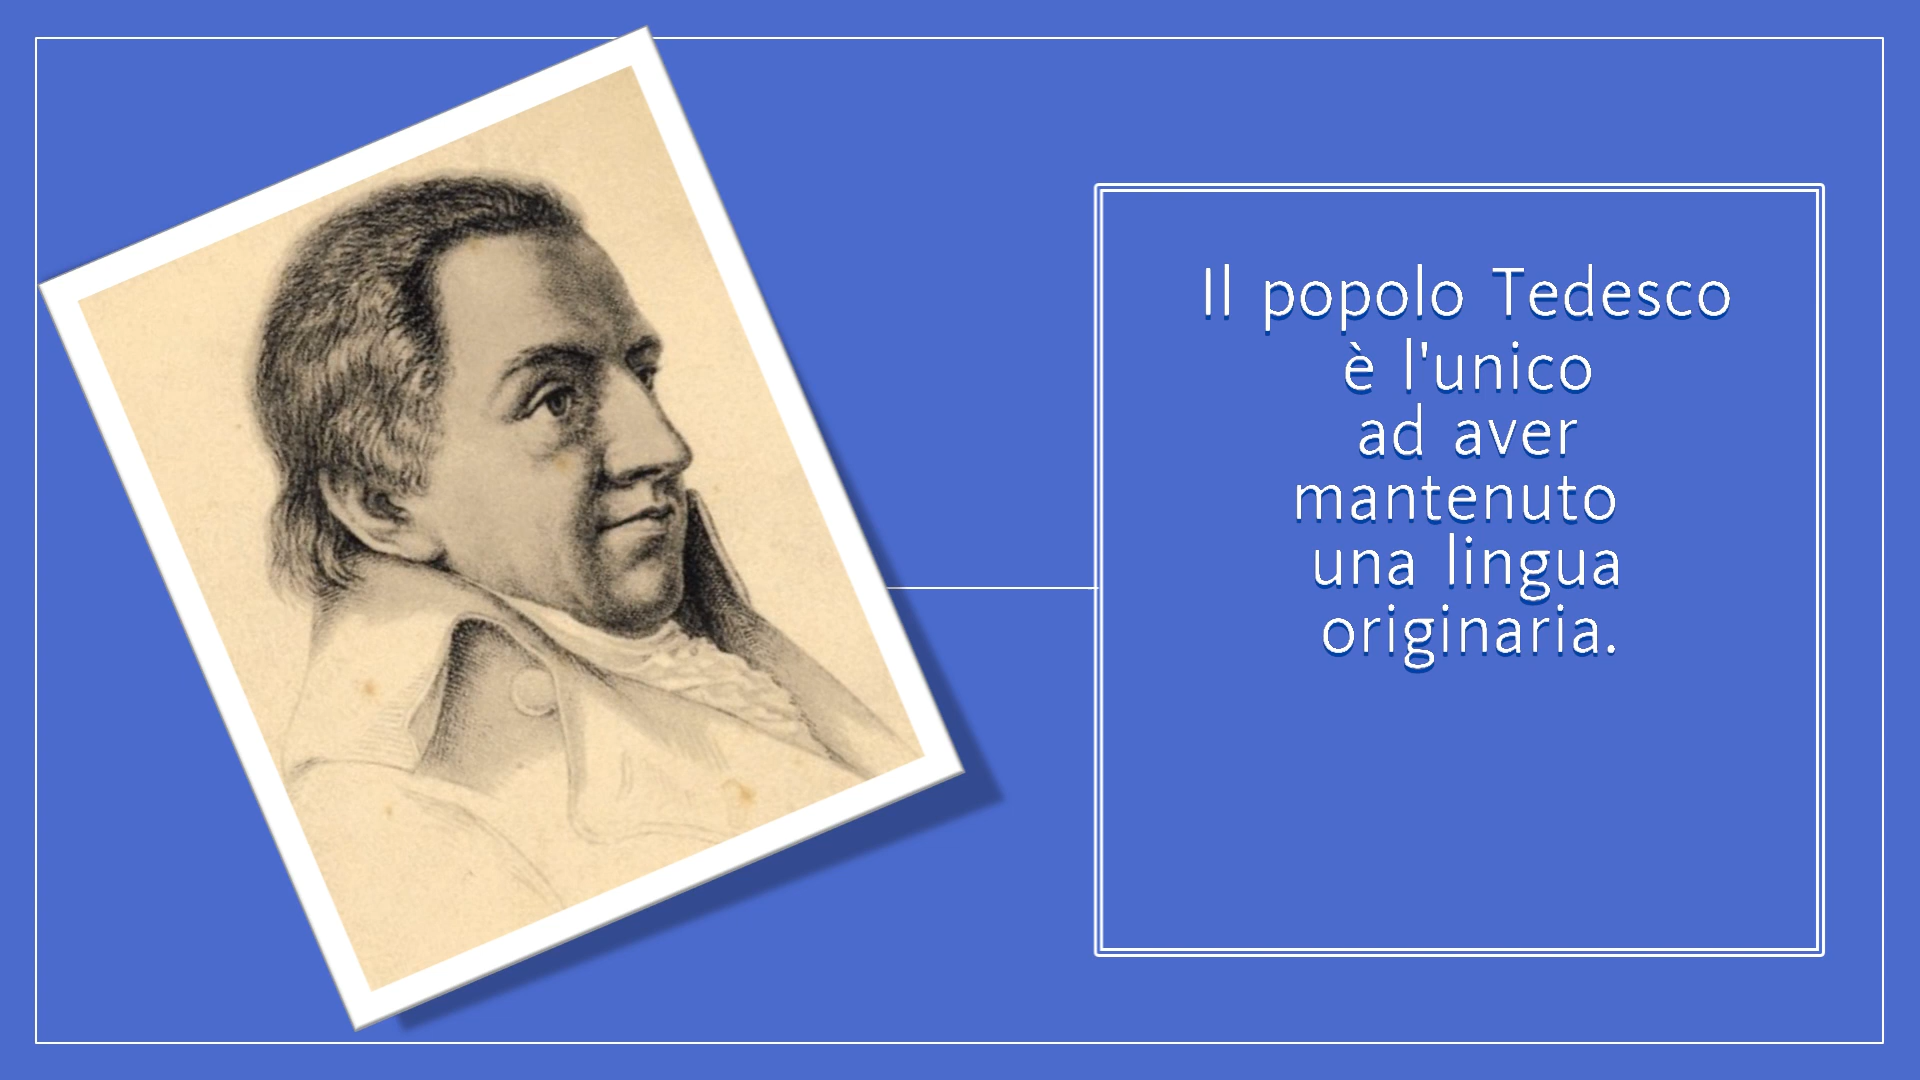 Il popolo Tedesco
è l'unico
ad aver
mantenuto
una lingua
originaria.